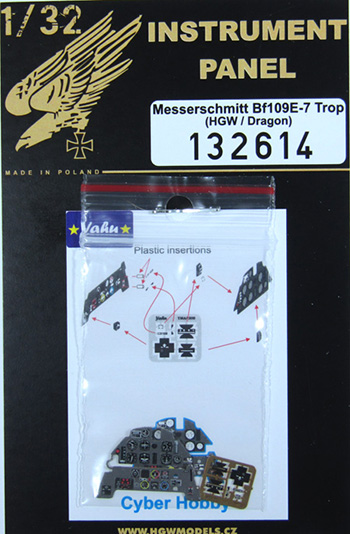 1/32
INSTRUMENT
PANEL
Messerschmitt Bf109E-7 Trop
(HGW / Dragon)
132614
MADE IN POLAND
★Yahu★
Plastic insertions
Cyber Hobby
WWW.HGWMODELS.CZ